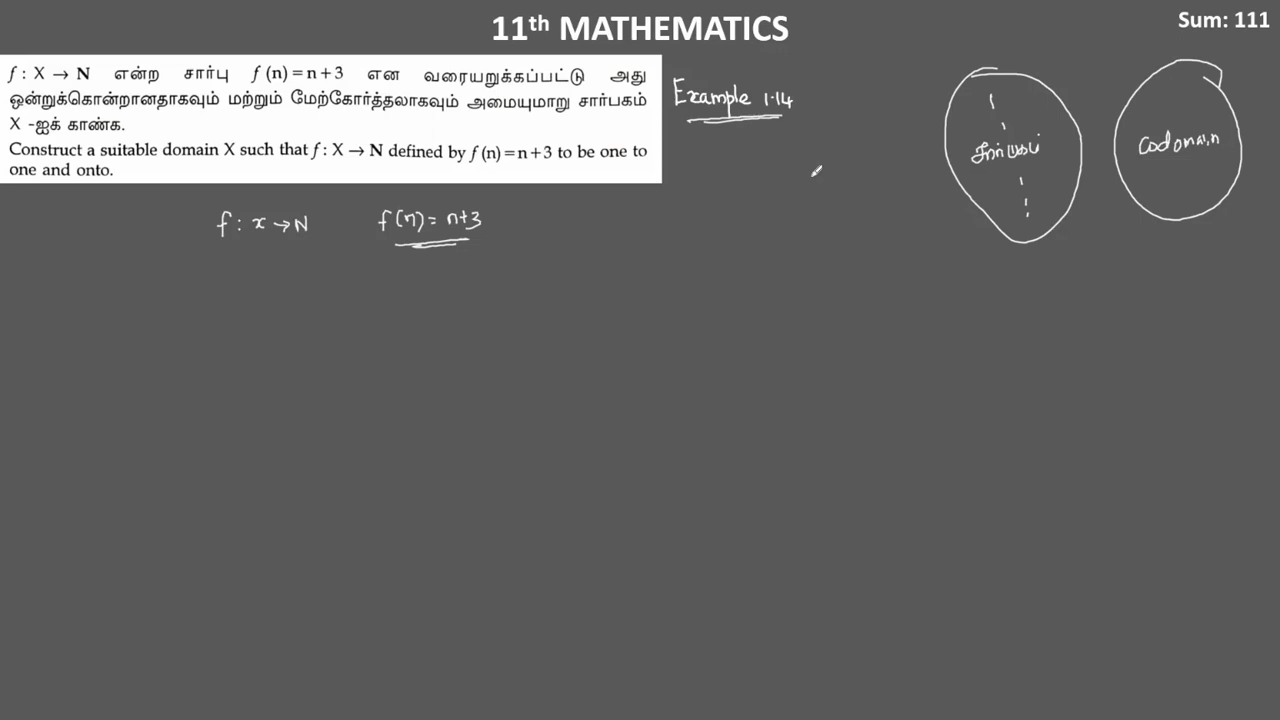 11th MATHEMATICS
Sum: 111
f : X → N என்ற சார்பு f (n) = n + 3 என வரையறுக்கப்பட்டு அது
ஒன்றுக்கொன்றானதாகவும் மற்றும் மேற்கோர்த்தலாகவும் அமையுமாறு சார்பகம்
X -ஐக் காண்க.
Construct a suitable domain X such that f : X → N defined by f (n) = n + 3 to be one to
one and onto.
Example 1.14
சார்பகம்
codomain
f : x → N f(n) = n+3